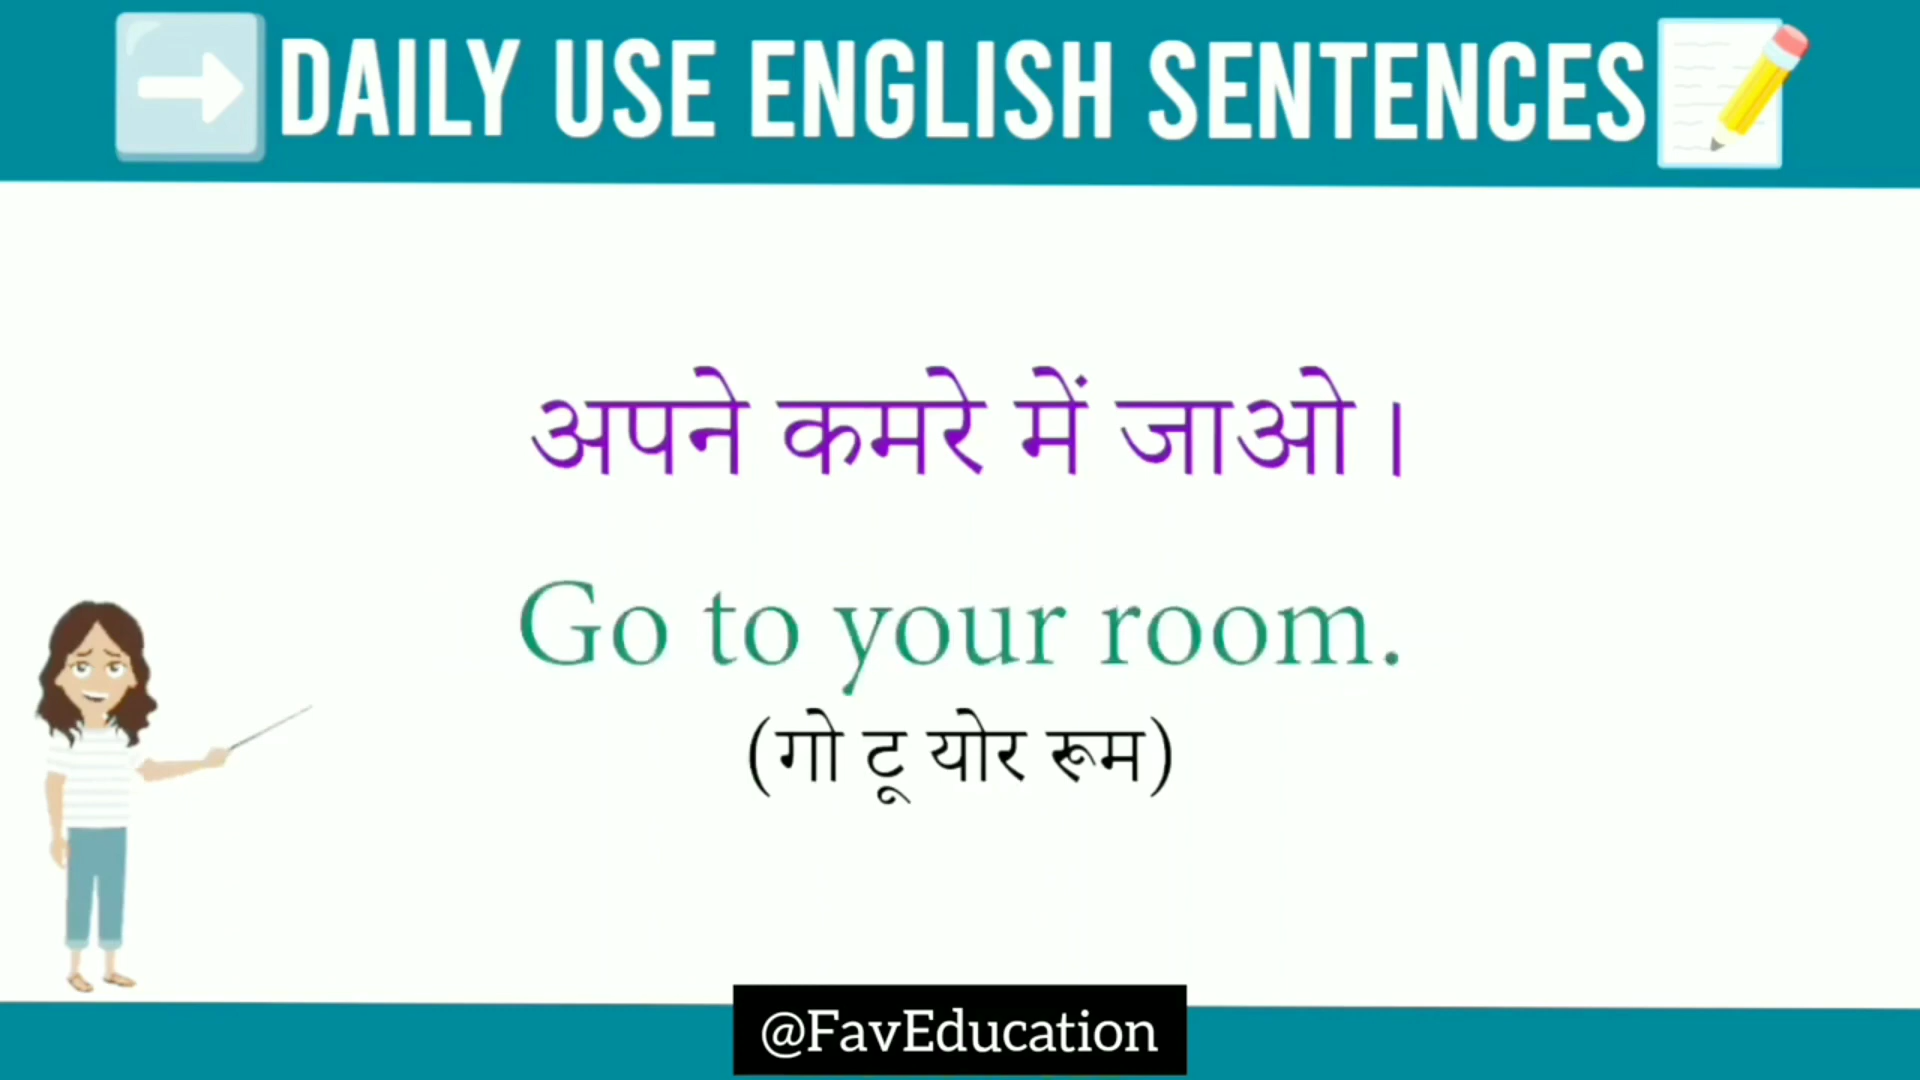 DAILY USE ENGLISH SENTENCES
अपने कमरे में जाओ।
Go to your room.
(गो टू योर रूम)
@FavEducation